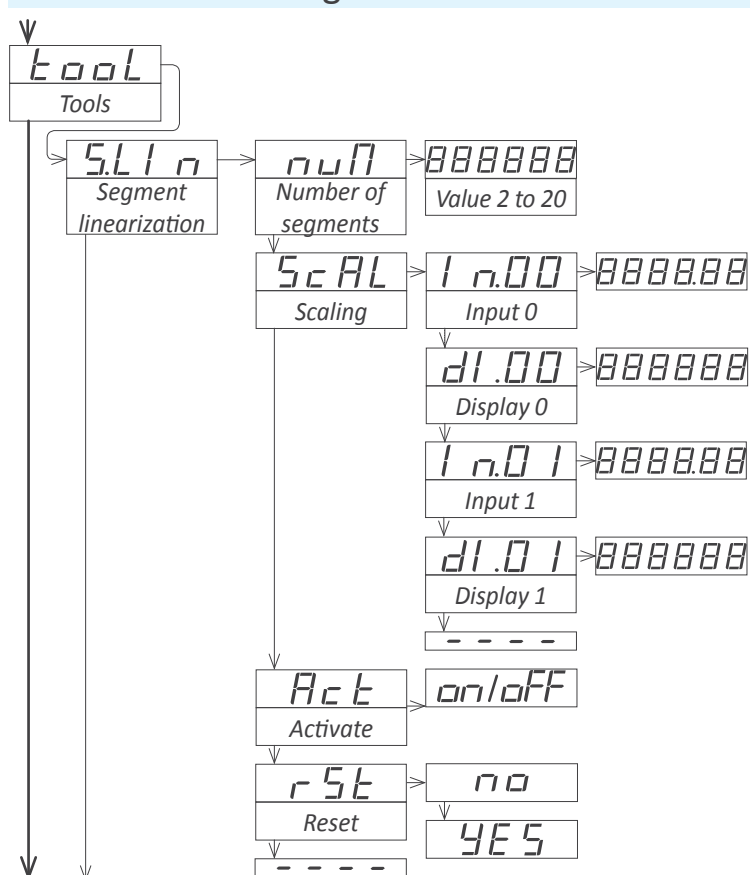 tooL
Tools
S.LIn
Segment
linearization
nuM
Number of
segments
888888
Value 2 to 20
ScAL
Scaling
In.00
Input 0
8888.88
dI.00
Display 0
888888
In.01
Input 1
8888.88
dI.01
Display 1
888888
- - - -
Act
Activate
on/oFF
rSt
Reset
no
YES
- - - -